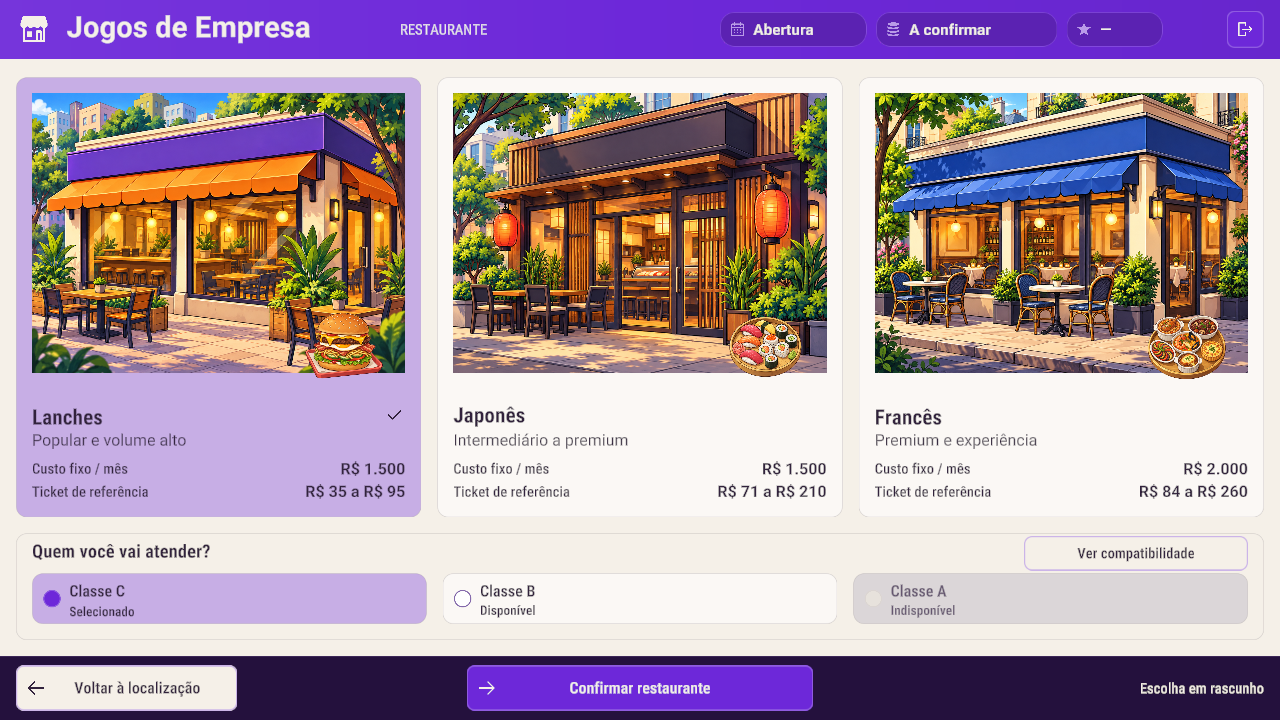 Jogos de Empresa
RESTAURANTE
Abertura
A confirmar
–
Lanches
Popular e volume alto
Custo fixo / mês R$ 1.500
Ticket de referência R$ 35 a R$ 95
Japonês
Intermediário a premium
Custo fixo / mês R$ 1.500
Ticket de referência R$ 71 a R$ 210
Francês
Premium e experiência
Custo fixo / mês R$ 2.000
Ticket de referência R$ 84 a R$ 260
Quem você vai atender?
Ver compatibilidade
Classe C
Selecionado
Classe B
Disponível
Classe A
Indisponível
Voltar à localização
Confirmar restaurante
Escolha em rascunho